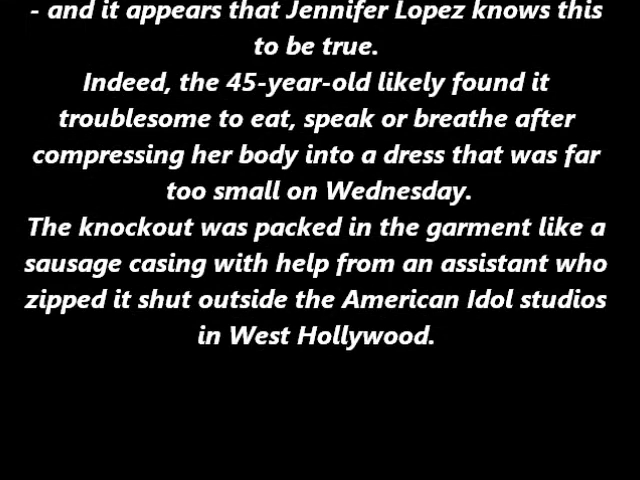 - and it appears that Jennifer Lopez knows this
to be true.
Indeed, the 45-year-old likely found it
troublesome to eat, speak or breathe after
compressing her body into a dress that was far
too small on Wednesday.
The knockout was packed in the garment like a
sausage casing with help from an assistant who
zipped it shut outside the American Idol studios
in West Hollywood.